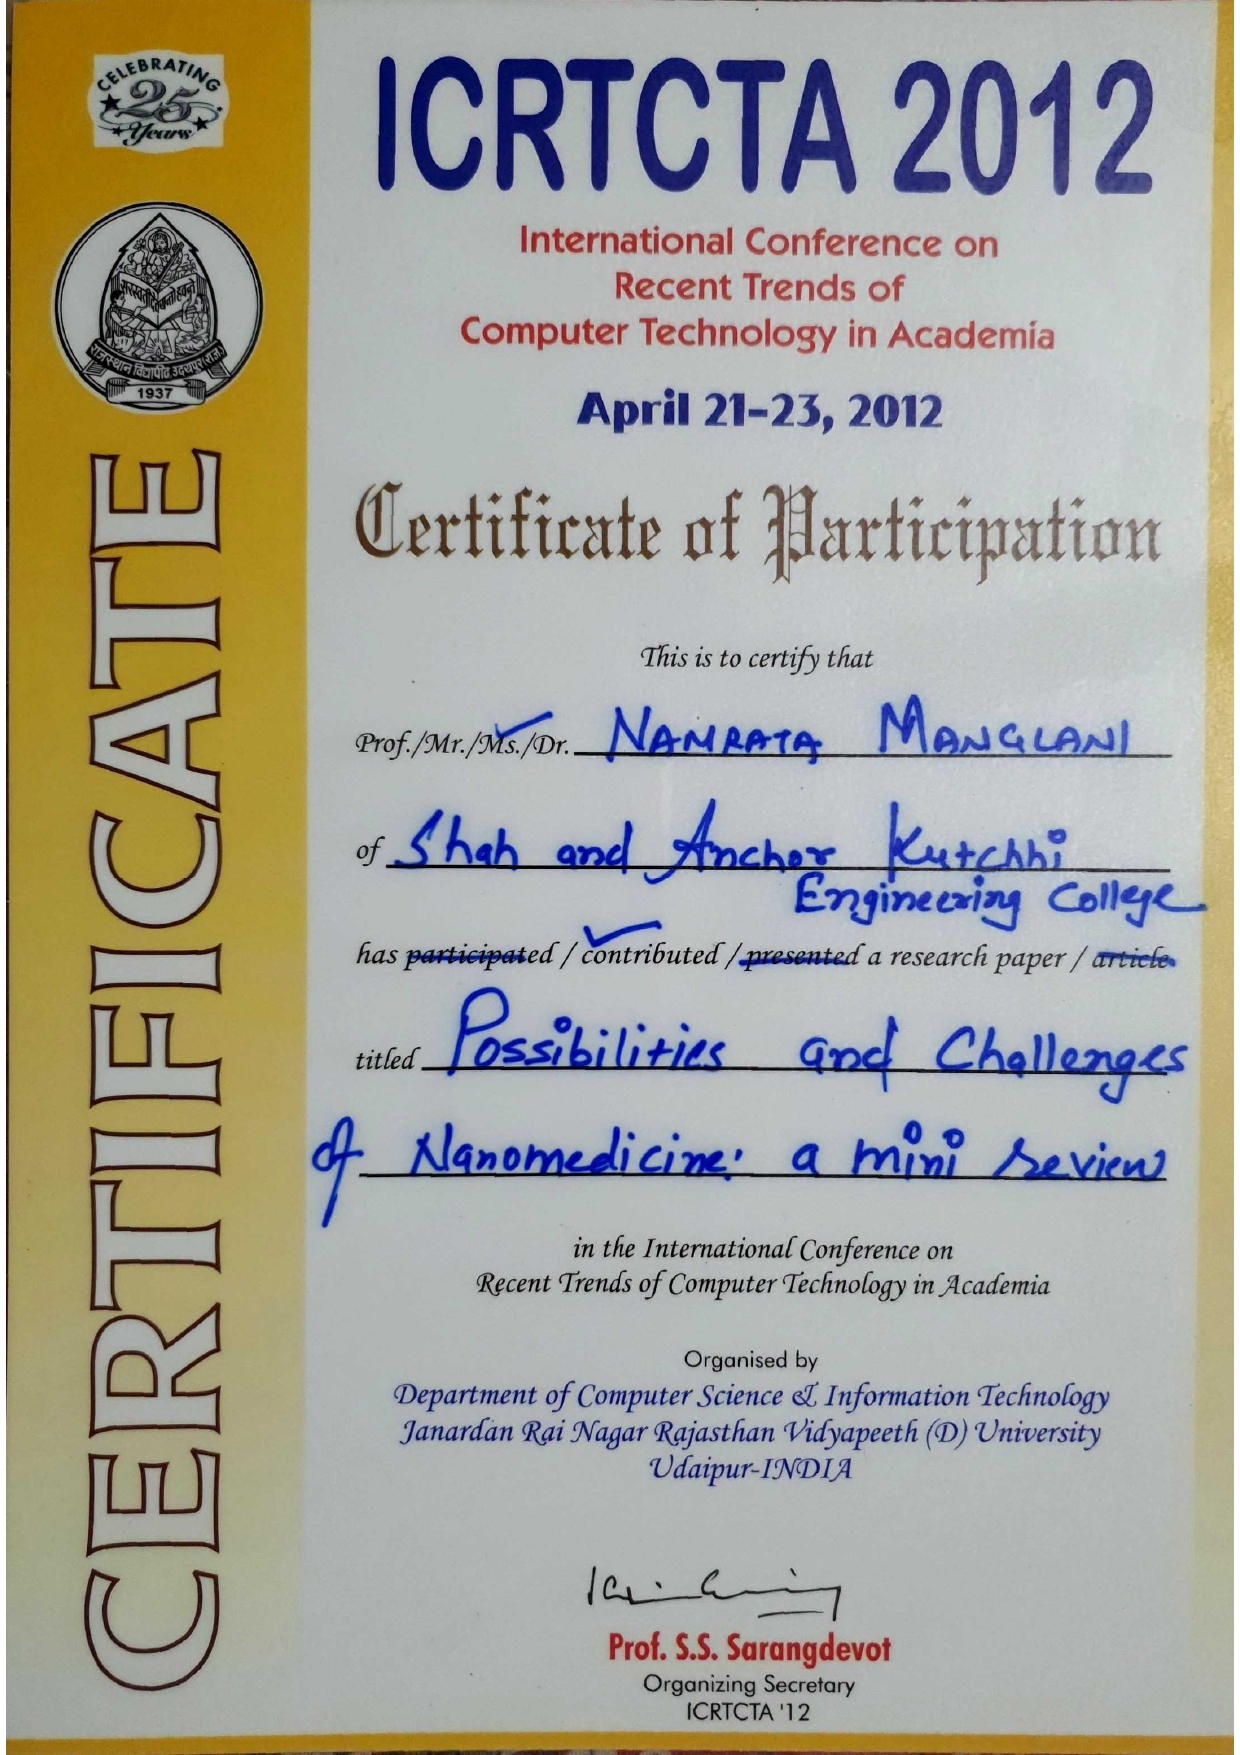 CELEBRATING
25
Years
राजस्थान विद्यापीठ उदयपुर(राज.)
1937
CERTIFICATE
ICRTCTA 2012
International Conference on
Recent Trends of
Computer Technology in Academia
April 21-23, 2012
Certificate of Participation
This is to certify that
Prof./Mr./Ms./Dr. NAMRATA MANGLANI
of Shah and Anchor Kutchhi
Engineering College
has participated / contributed / presented a research paper / article
titled Possibilities and Challenges
of Nanomedicine: a mini review
in the International Conference on
Recent Trends of Computer Technology in Academia
Organised by
Department of Computer Science & Information Technology
Janardan Rai Nagar Rajasthan Vidyapeeth (D) University
Udaipur-INDIA
Prof. S.S. Sarangdevot
Organizing Secretary
ICRTCTA '12